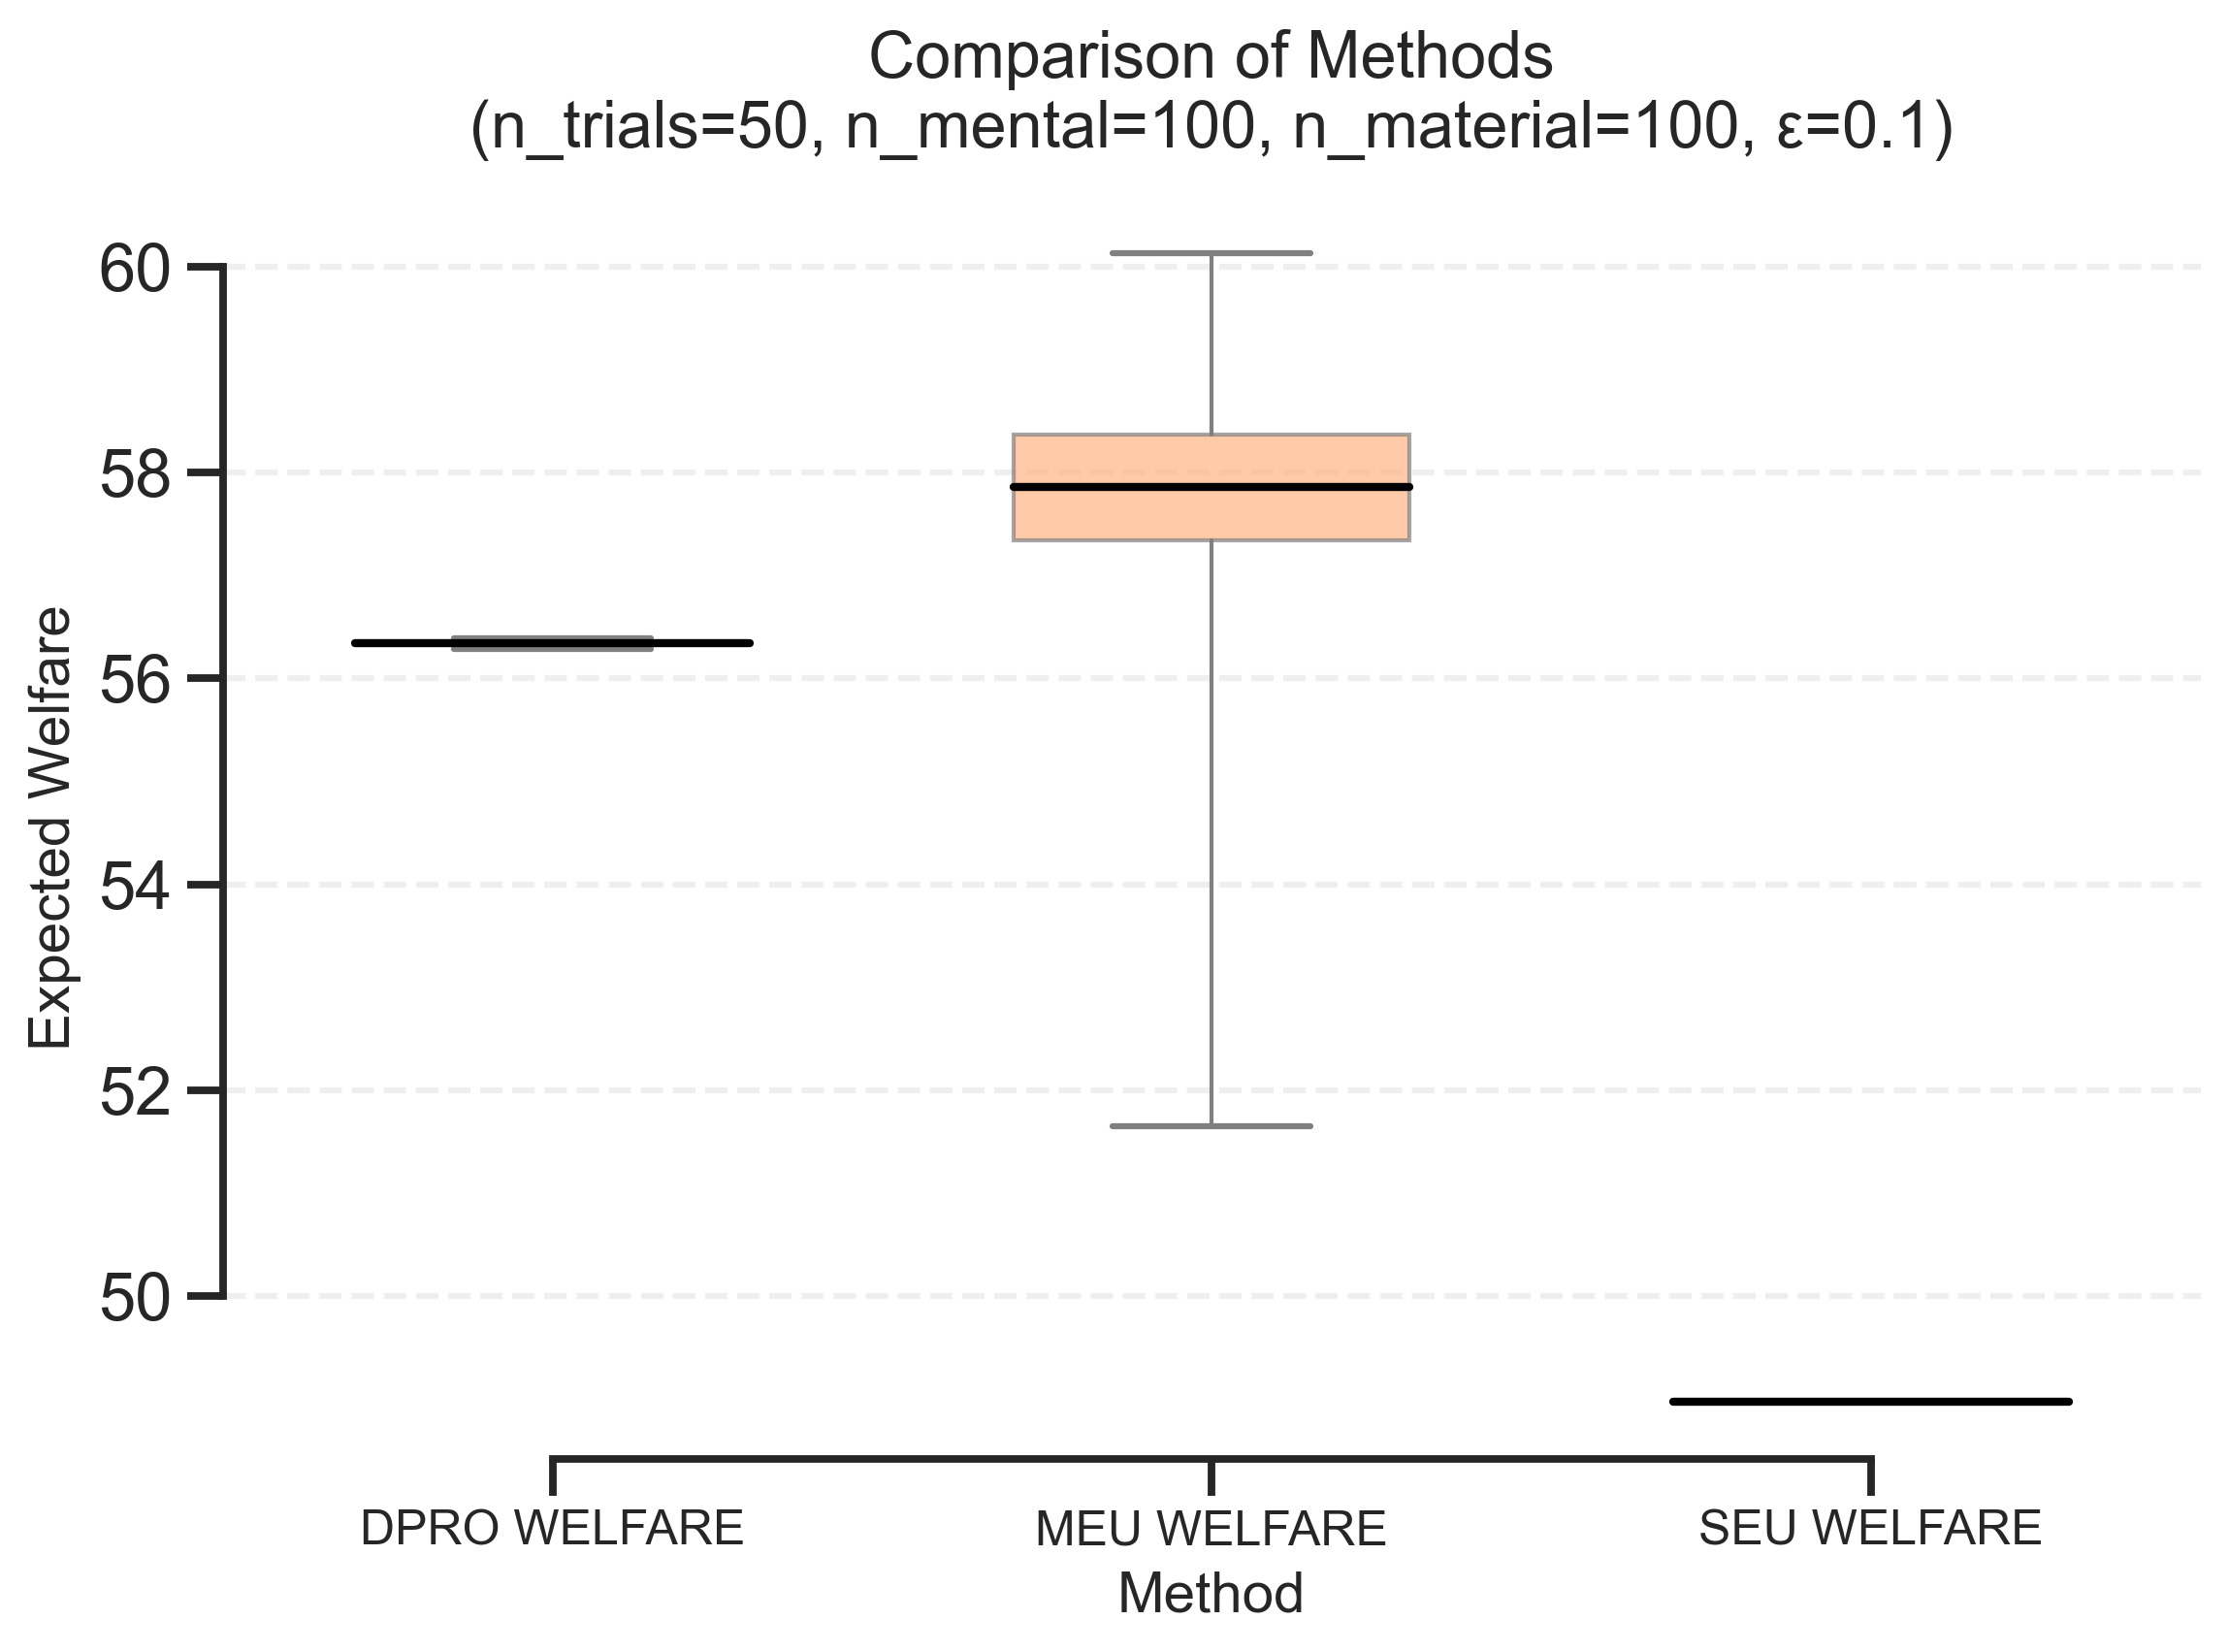 Comparison of Methods
(n_trials=50, n_mental=100, n_material=100, ε=0.1)
60
58
56
54
52
50
Expected Welfare
DPRO WELFARE
MEU WELFARE
SEU WELFARE
Method